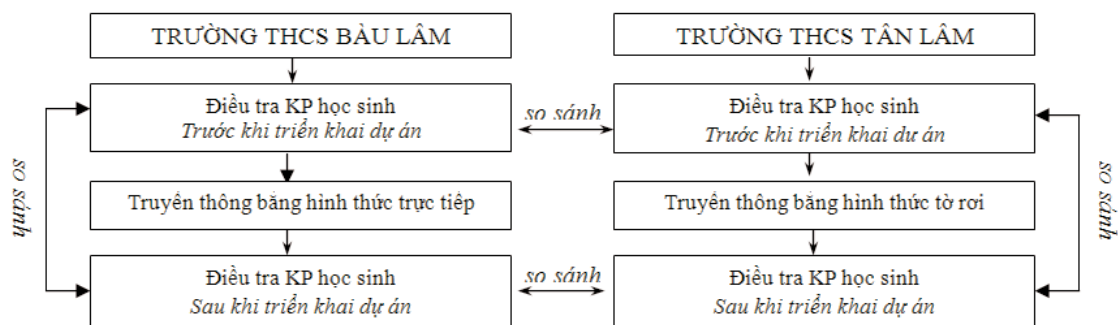 TRƯỜNG THCS BÀU LÂM
TRƯỜNG THCS TÂN LÂM
Điều tra KP học sinh
Trước khi triển khai dự án
so sánh
Điều tra KP học sinh
Trước khi triển khai dự án
so sánh
so sánh
Truyền thông bằng hình thức trực tiếp
Truyền thông bằng hình thức tờ rơi
Điều tra KP học sinh
Sau khi triển khai dự án
so sánh
Điều tra KP học sinh
Sau khi triển khai dự án